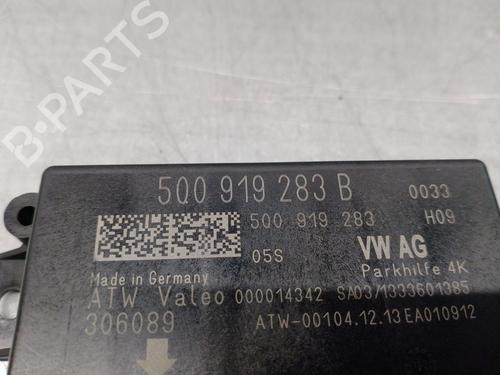 B-PARTS
5Q0 919 283 B 0033
5Q0 919 283 H09
05S VW AG
Made in Germany Parkhilfe 4K
ATW Valeo 000014342 SA03/1333601385
306089 ATW-00104.12.13 EA010912